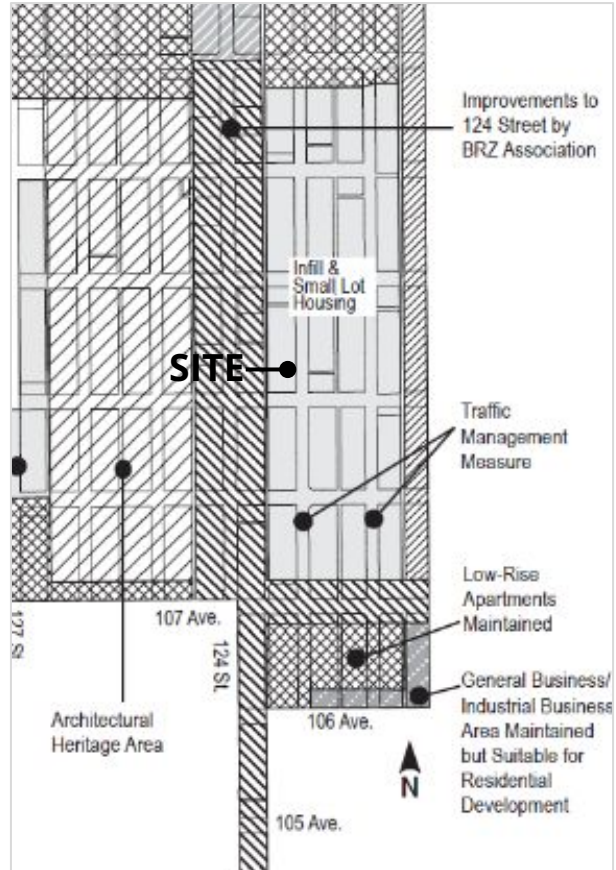 Improvements to
124 Street by
BRZ Association
Infill &
Small Lot
Housing
SITE
Traffic
Management
Measure
Low-Rise
Apartments
Maintained
127 St
107 Ave.
124 St.
General Business/
Industrial Business
Area Maintained
but Suitable for
Residential
Development
Architectural
Heritage Area
106 Ave.
N
105 Ave.